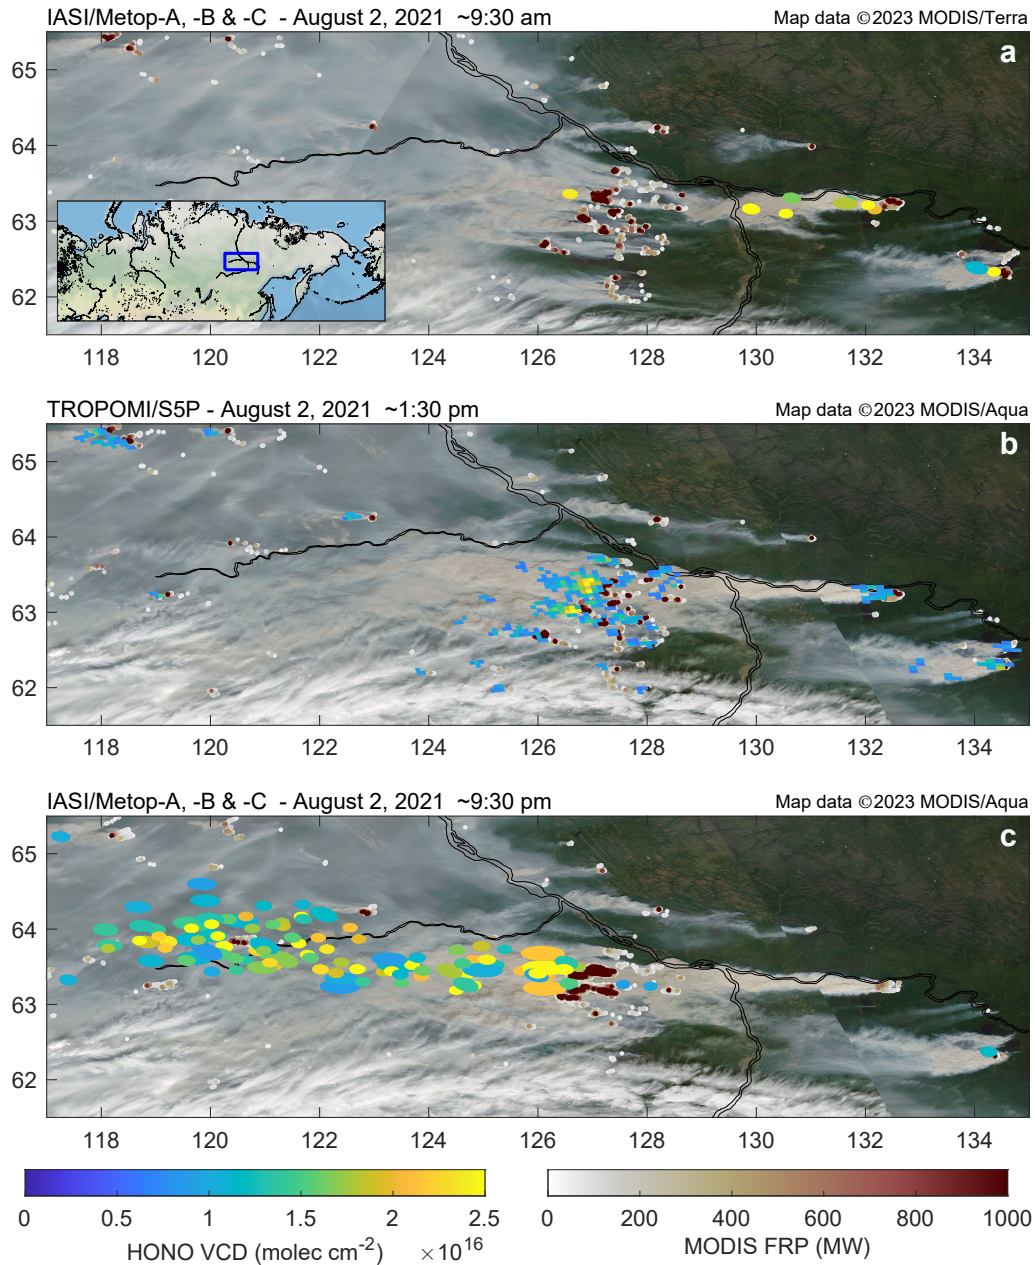 IASI/Metop-A, -B & -C - August 2, 2021 ~9:30 am
Map data ©2023 MODIS/Terra
a
65
64
63
62
118 120 122 124 126 128 130 132 134
TROPOMI/S5P - August 2, 2021 ~1:30 pm
Map data ©2023 MODIS/Aqua
b
65
64
63
62
118 120 122 124 126 128 130 132 134
IASI/Metop-A, -B & -C - August 2, 2021 ~9:30 pm
Map data ©2023 MODIS/Aqua
c
65
64
63
62
118 120 122 124 126 128 130 132 134
0 0.5 1 1.5 2 2.5
HONO VCD (molec cm⁻²) ×10¹⁶
0 200 400 600 800 1000
MODIS FRP (MW)